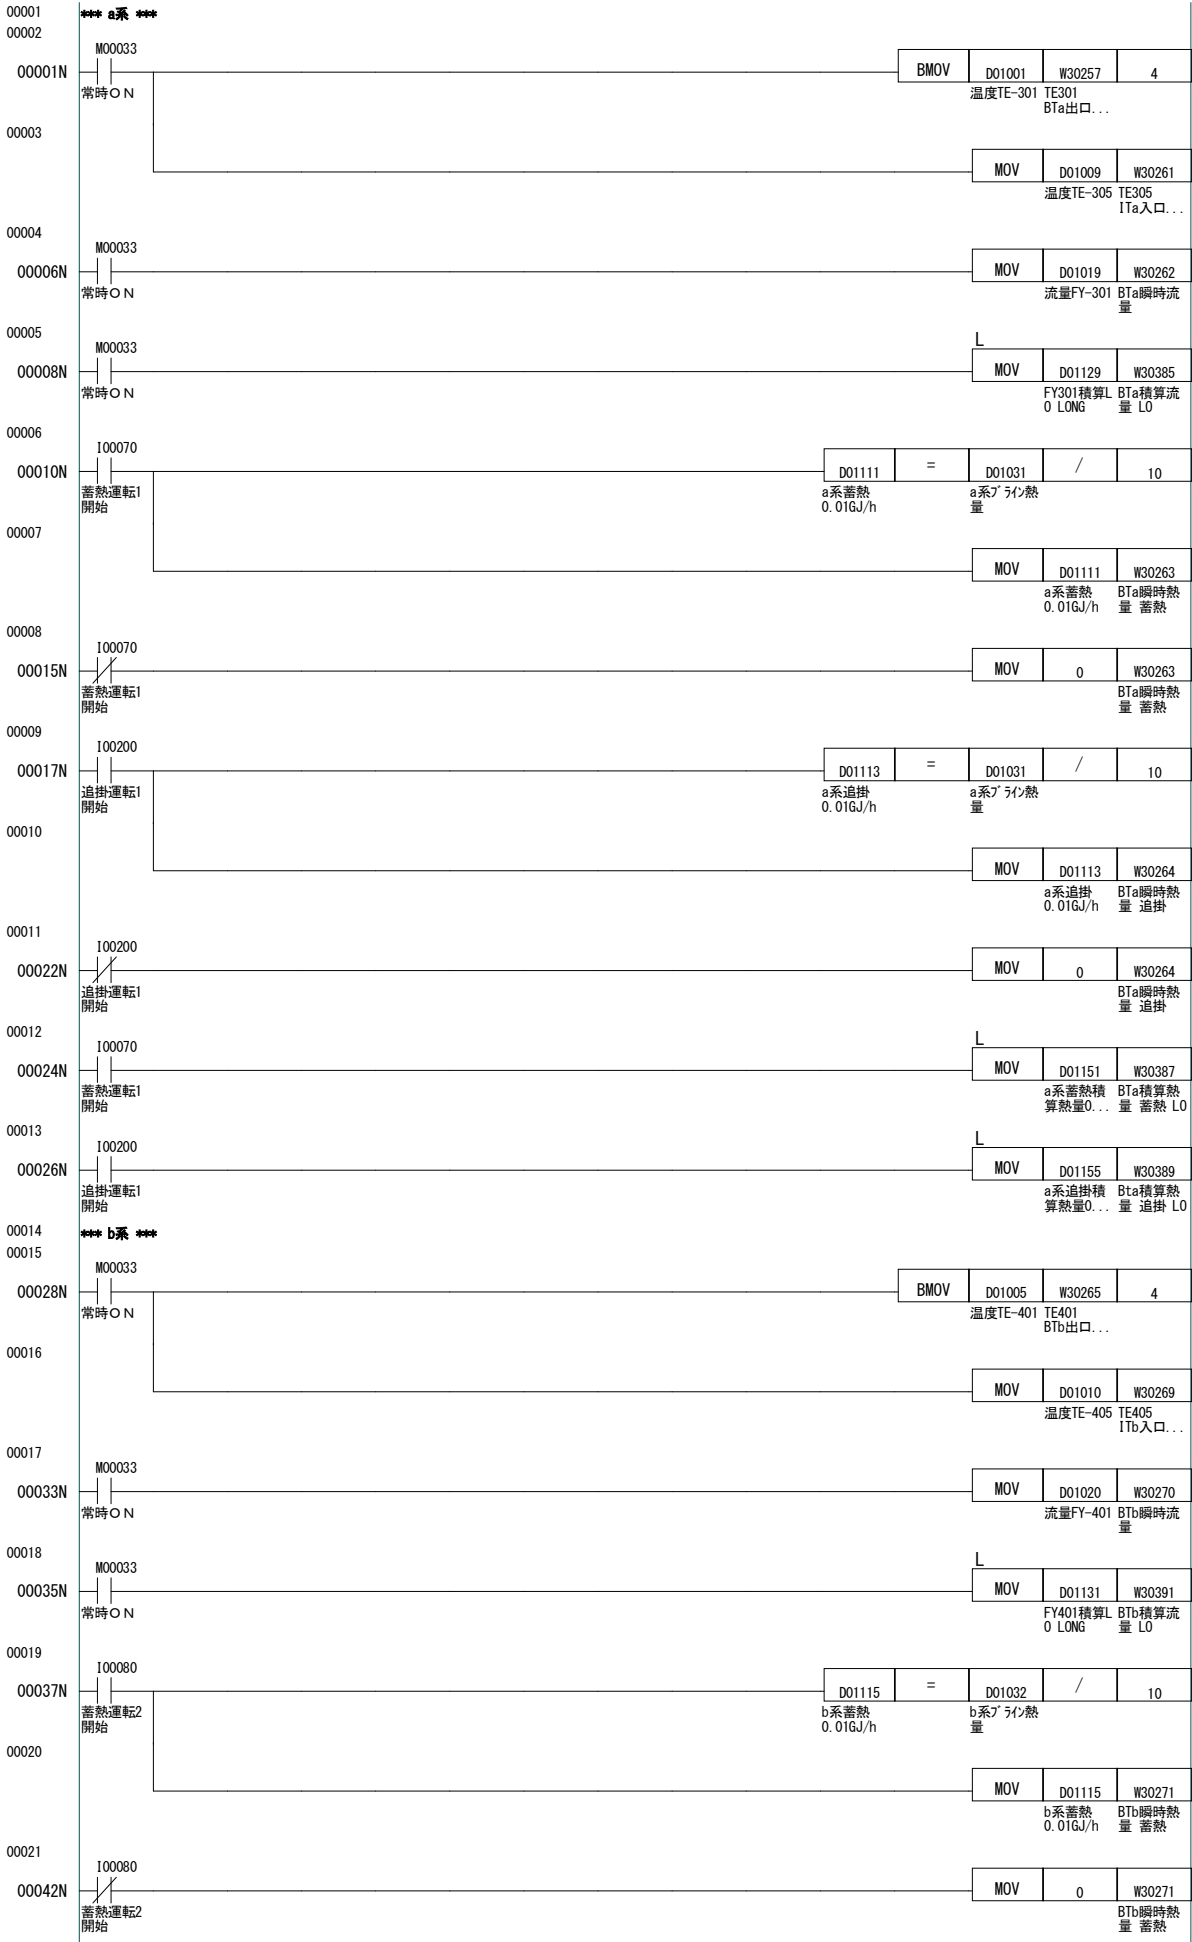 00001 *** a系 ***
00002
M00033
00001N BMOV D01001 W30257 4
常時ＯＮ 温度TE-301 TE301
BTa出口...
00003
MOV D01009 W30261
温度TE-305 TE305
ITa入口...
00004
M00033
00006N MOV D01019 W30262
常時ＯＮ 流量FY-301 BTa瞬時流
量
00005
M00033 L
00008N MOV D01129 W30385
常時ＯＮ FY301積算L BTa積算流
O LONG 量 LO
00006
I00070
00010N D01111 = D01031 / 10
蓄熱運転1 a系蓄熱 a系ﾌﾞﾗｲﾝ熱
開始 0.01GJ/h 量
00007
MOV D01111 W30263
a系蓄熱 BTa瞬時熱
0.01GJ/h 量 蓄熱
00008
I00070
00015N MOV 0 W30263
蓄熱運転1 BTa瞬時熱
開始 量 蓄熱
00009
I00200
00017N D01113 = D01031 / 10
追掛運転1 a系追掛 a系ﾌﾞﾗｲﾝ熱
開始 0.01GJ/h 量
00010
MOV D01113 W30264
a系追掛 BTa瞬時熱
0.01GJ/h 量 追掛
00011
I00200
00022N MOV 0 W30264
追掛運転1 BTa瞬時熱
開始 量 追掛
00012
I00070 L
00024N MOV D01151 W30387
蓄熱運転1 a系蓄熱積 BTa積算熱
開始 算熱量0... 量 蓄熱 LO
00013
I00200 L
00026N MOV D01155 W30389
追掛運転1 a系追掛積 Bta積算熱
開始 算熱量0... 量 追掛 LO
00014 *** b系 ***
00015
M00033
00028N BMOV D01005 W30265 4
常時ＯＮ 温度TE-401 TE401
BTb出口...
00016
MOV D01010 W30269
温度TE-405 TE405
ITb入口...
00017
M00033
00033N MOV D01020 W30270
常時ＯＮ 流量FY-401 BTb瞬時流
量
00018
M00033 L
00035N MOV D01131 W30391
常時ＯＮ FY401積算L BTb積算流
O LONG 量 LO
00019
I00080
00037N D01115 = D01032 / 10
蓄熱運転2 b系蓄熱 b系ﾌﾞﾗｲﾝ熱
開始 0.01GJ/h 量
00020
MOV D01115 W30271
b系蓄熱 BTb瞬時熱
0.01GJ/h 量 蓄熱
00021
I00080
00042N MOV 0 W30271
蓄熱運転2 BTb瞬時熱
開始 量 蓄熱